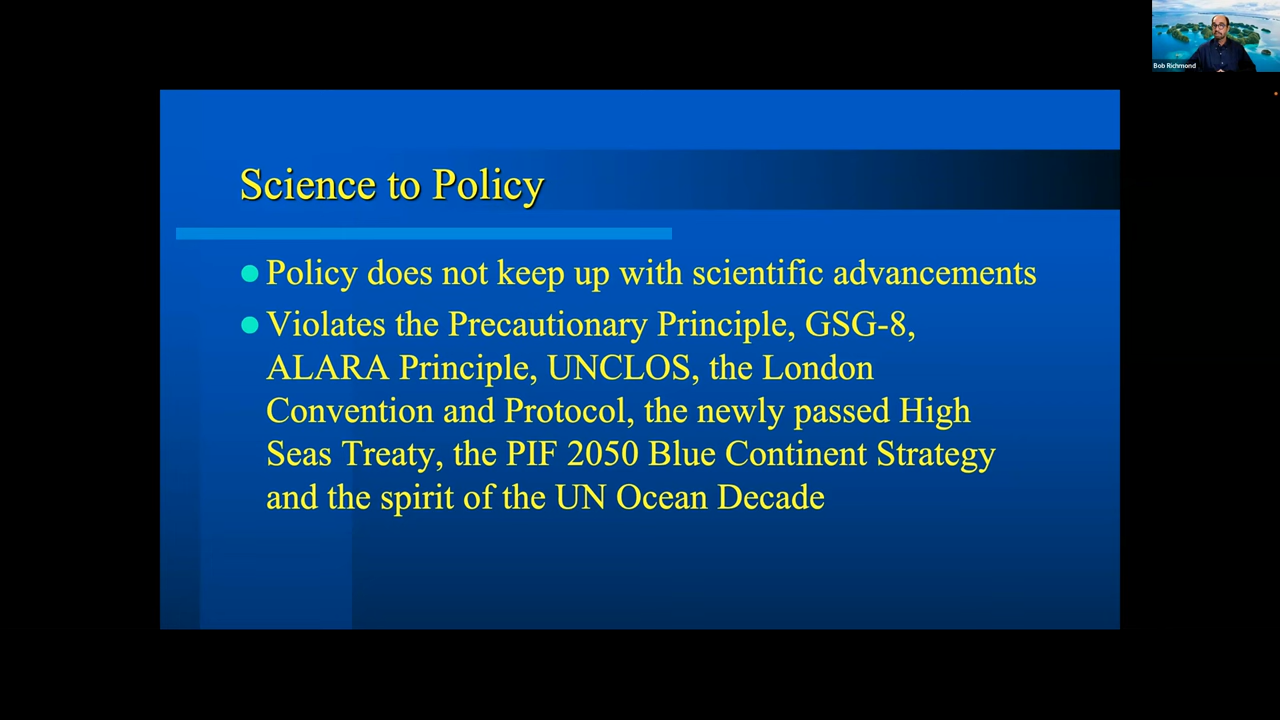 Bob Richmond
Science to Policy
Policy does not keep up with scientific advancements
Violates the Precautionary Principle, GSG-8,
ALARA Principle, UNCLOS, the London
Convention and Protocol, the newly passed High
Seas Treaty, the PIF 2050 Blue Continent Strategy
and the spirit of the UN Ocean Decade